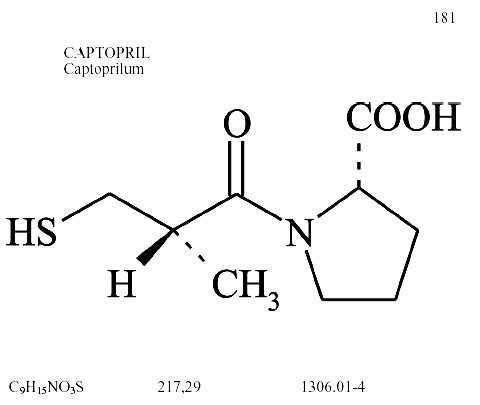 181
CAPTOPRIL
Captoprilum
O
COOH
HS
N
H
CH₃
C₉H₁₅NO₃S 217,29 1306.01-4